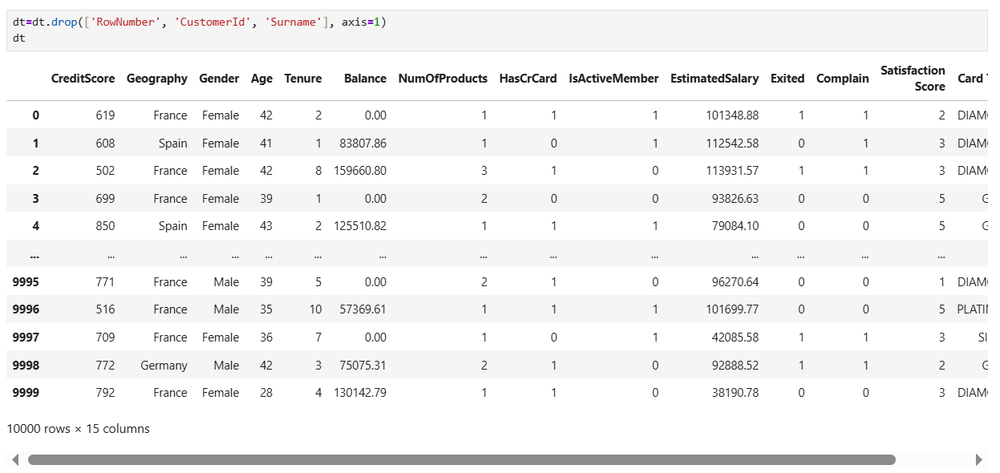 dt=dt.drop(['RowNumber', 'CustomerId', 'Surname'], axis=1)
dt
CreditScore Geography Gender Age Tenure Balance NumOfProducts HasCrCard IsActiveMember EstimatedSalary Exited Complain Satisfaction Score Card
0 619 France Female 42 2 0.00 1 1 1 101348.88 1 1 2 DIAM
1 608 Spain Female 41 1 83807.86 1 0 1 112542.58 0 1 3 DIAM
2 502 France Female 42 8 159660.80 3 1 0 113931.57 1 1 3 DIAM
3 699 France Female 39 1 0.00 2 0 0 93826.63 0 0 5 G
4 850 Spain Female 43 2 125510.82 1 1 1 79084.10 0 0 5 G
... ... ... ... ... ... ... ... ... ... ... ... ... ...
9995 771 France Male 39 5 0.00 2 1 0 96270.64 0 0 1 DIAM
9996 516 France Male 35 10 57369.61 1 1 1 101699.77 0 0 5 PLATI
9997 709 France Female 36 7 0.00 1 0 1 42085.58 1 1 3 SI
9998 772 Germany Male 42 3 75075.31 2 1 0 92888.52 1 1 2 G
9999 792 France Female 28 4 130142.79 1 1 0 38190.78 0 0 3 DIAM
10000 rows × 15 columns